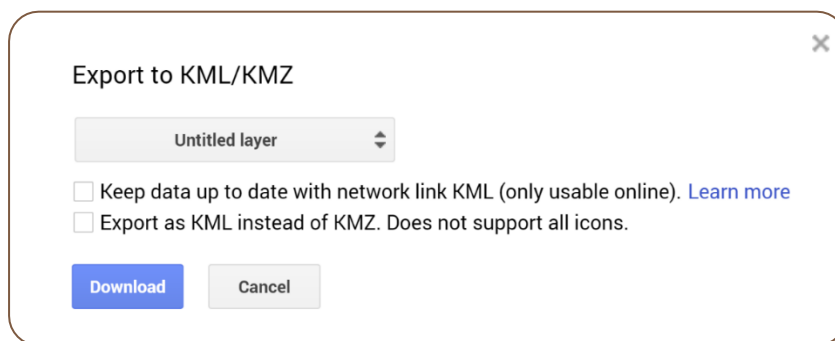 Export to KML/KMZ
Untitled layer
Keep data up to date with network link KML (only usable online). Learn more
Export as KML instead of KMZ. Does not support all icons.
Download Cancel